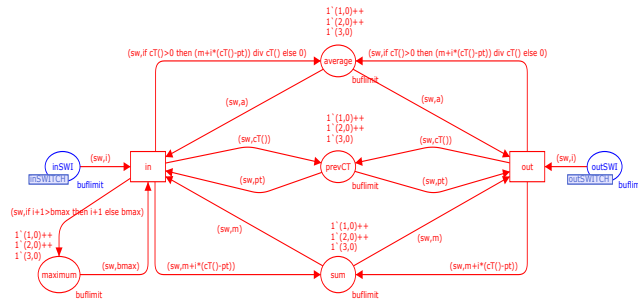 1`(1,0)++
1`(2,0)++
1`(3,0)
(sw,if cT()>0 then (m+i*(cT()-pt)) div cT() else 0)
average
(sw,if cT()>0 then (m+i*(cT()-pt)) div cT() else 0)
buflimit
(sw,a)
(sw,a)
1`(1,0)++
1`(2,0)++
1`(3,0)
(sw,cT())
(sw,cT())
inSWI
(sw,i)
in
prevCT
out
(sw,i)
outSWI
inSWITCH
buflimit
buflimit
outSWITCH
buflimit
(sw,pt)
(sw,pt)
(sw,if i+1>bmax then i+1 else bmax)
(sw,m)
(sw,m)
1`(1,0)++
1`(2,0)++
1`(3,0)
1`(1,0)++
1`(2,0)++
1`(3,0)
maximum
(sw,bmax)
(sw,m+i*(cT()-pt))
sum
(sw,m+i*(cT()-pt))
buflimit
buflimit